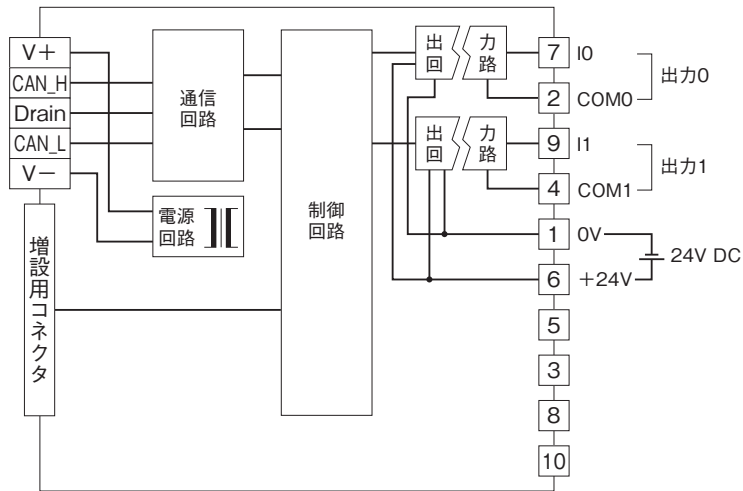 V+
CAN_H
Drain
CAN_L
V−
増設用コネクタ
通信
回路
電源
回路
制御
回路
出力
回路
出力
回路
7 I0
2 COM0
出力0
9 I1
4 COM1
出力1
1 0V
6 +24V
24V DC
5
3
8
10